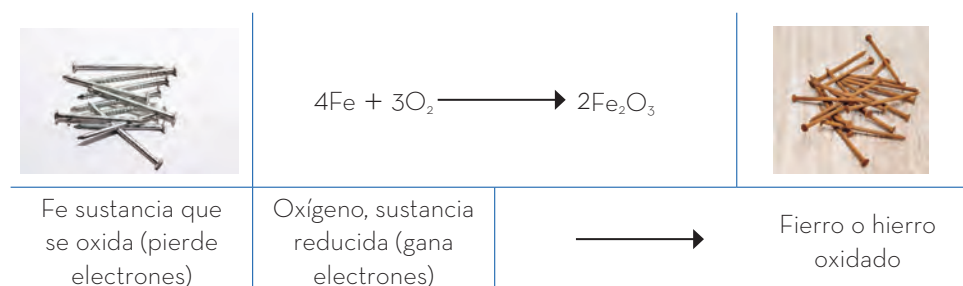 4Fe + 3O₂ ⟶ 2Fe₂O₃
Fe sustancia que
se oxida (pierde
electrones)
Oxígeno, sustancia
reducida (gana
electrones)
⟶
Fierro o hierro
oxidado